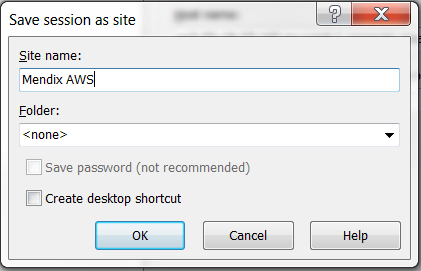 Save session as site
Site name:
Mendix AWS
Folder:
<none>
Save password (not recommended)
Create desktop shortcut
OK Cancel Help